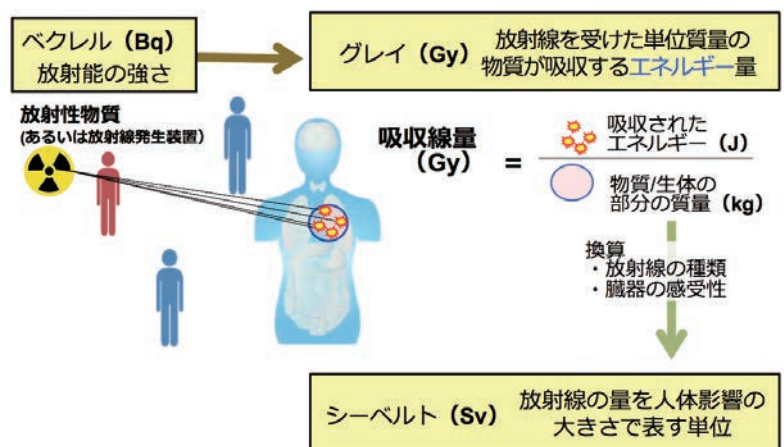 ベクレル（Bq）
放射能の強さ
グレイ（Gy） 放射線を受けた単位質量の
物質が吸収するエネルギー量
放射性物質
(あるいは放射線発生装置）
吸収線量
（Gy）
=
吸収された
エネルギー（J）
物質/生体の
部分の質量（kg）
換算
・放射線の種類
・臓器の感受性
シーベルト（Sv） 放射線の量を人体影響の
大きさで表す単位